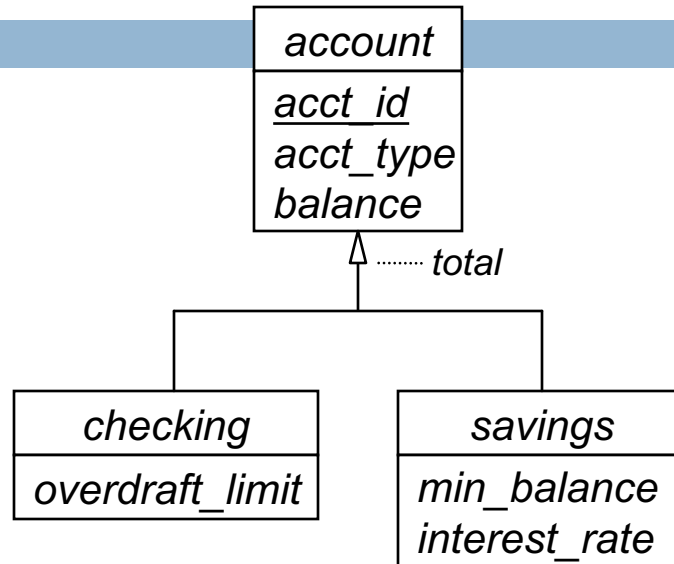 account
acct_id
acct_type
balance
total
checking
overdraft_limit
savings
min_balance
interest_rate